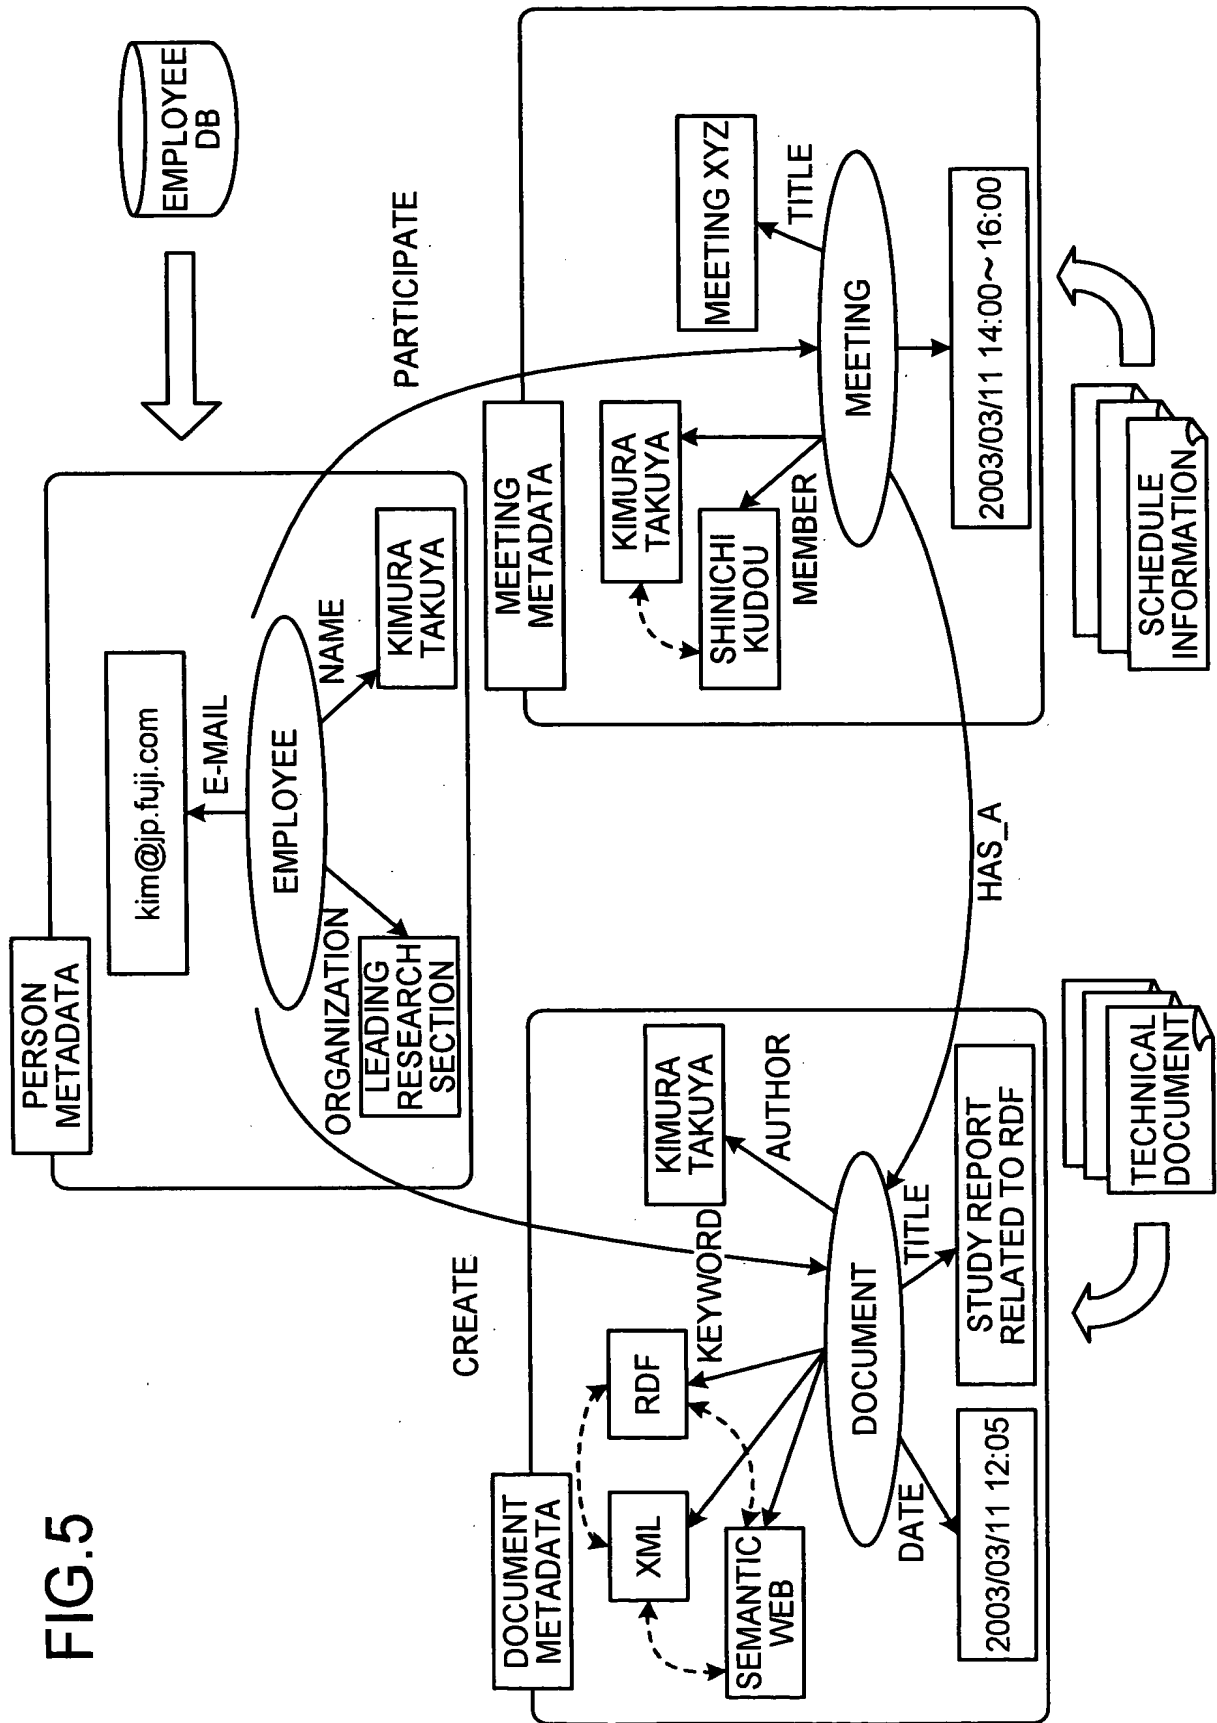 FIG.5
PERSON
METADATA
kim@jp.fuji.com
E-MAIL
EMPLOYEE
ORGANIZATION
NAME
LEADING
RESEARCH
SECTION
KIMURA
TAKUYA
EMPLOYEE
DB
CREATE
PARTICIPATE
DOCUMENT
METADATA
XML
RDF
SEMANTIC
WEB
KEYWORD
KIMURA
TAKUYA
AUTHOR
DOCUMENT
DATE
TITLE
2003/03/11 12:05
STUDY REPORT
RELATED TO RDF
TECHNICAL
DOCUMENT
HAS_A
MEETING
METADATA
KIMURA
TAKUYA
SHINICHI
KUDOU
MEMBER
MEETING XYZ
TITLE
MEETING
2003/03/11 14:00~16:00
SCHEDULE
INFORMATION